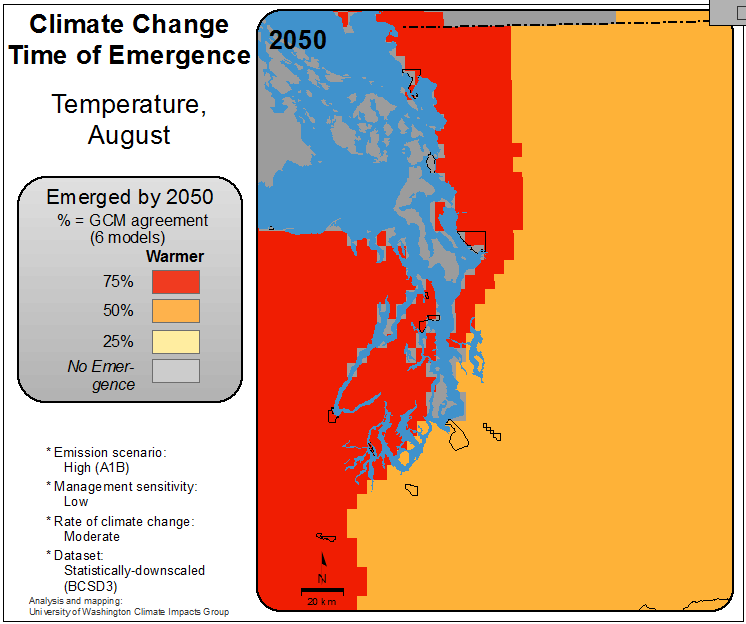 Climate Change
Time of Emergence
Temperature,
August
Emerged by 2050
% = GCM agreement
(6 models)
Warmer
75%
50%
25%
No Emer-
gence
* Emission scenario:
High (A1B)
* Management sensitivity:
Low
* Rate of climate change:
Moderate
* Dataset:
Statistically-downscaled
(BCSD3)
Analysis and mapping:
University of Washington Climate Impacts Group
2050
N
20 km